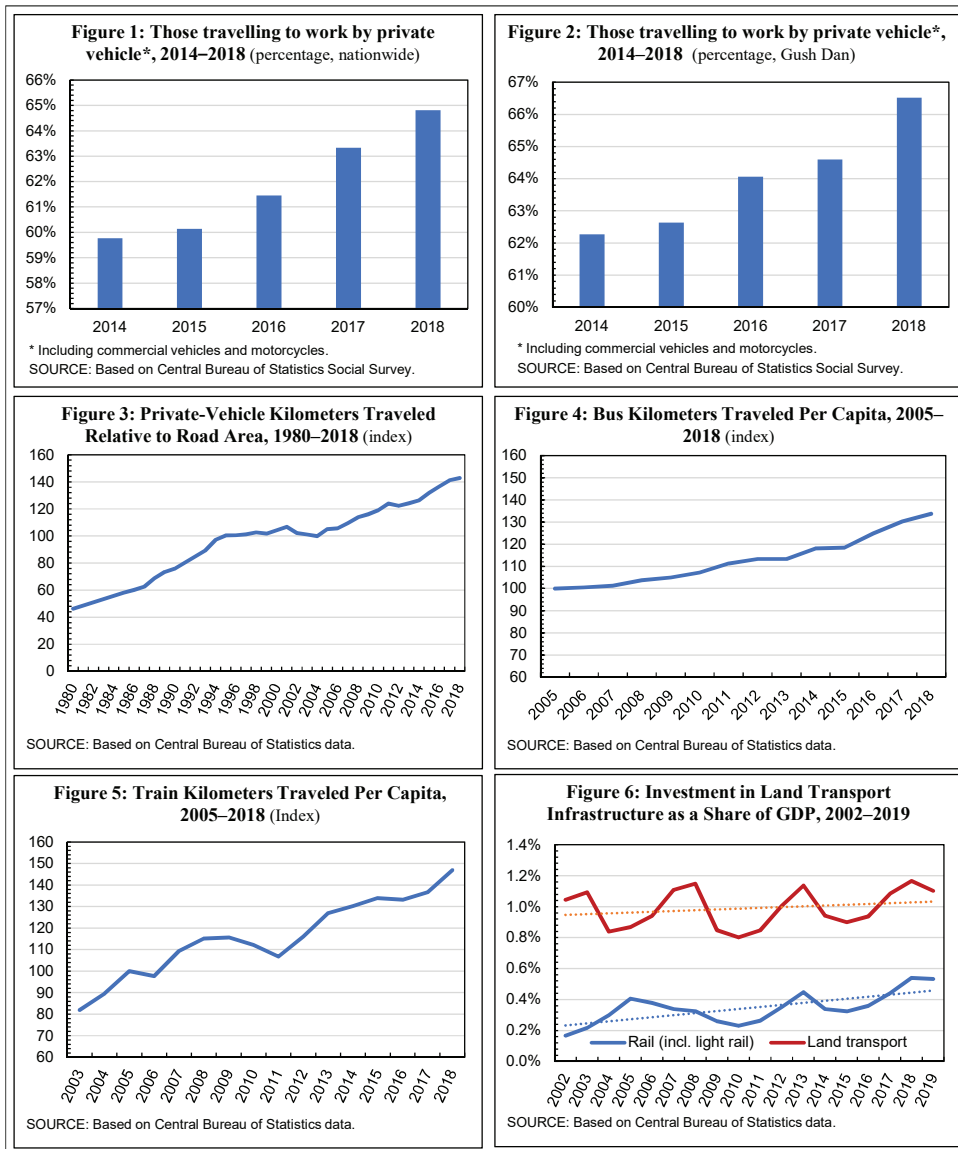 Figure 1: Those travelling to work by private
vehicle*, 2014–2018 (percentage, nationwide)
66%
65%
64%
63%
62%
61%
60%
59%
58%
57%
2014 2015 2016 2017 2018
* Including commercial vehicles and motorcycles.
SOURCE: Based on Central Bureau of Statistics Social Survey.
Figure 2: Those travelling to work by private vehicle*,
2014–2018 (percentage, Gush Dan)
67%
66%
65%
64%
63%
62%
61%
60%
2014 2015 2016 2017 2018
* Including commercial vehicles and motorcycles.
SOURCE: Based on Central Bureau of Statistics Social Survey.
Figure 3: Private-Vehicle Kilometers Traveled
Relative to Road Area, 1980–2018 (index)
160
140
120
100
80
60
40
20
0
1980 1982 1984 1986 1988 1990 1992 1994 1996 1998 2000 2002 2004 2006 2008 2010 2012 2014 2016 2018
SOURCE: Based on Central Bureau of Statistics data.
Figure 4: Bus Kilometers Traveled Per Capita, 2005–
2018 (index)
160
150
140
130
120
110
100
90
80
70
60
2005 2006 2007 2008 2009 2010 2011 2012 2013 2014 2015 2016 2017 2018
SOURCE: Based on Central Bureau of Statistics data.
Figure 5: Train Kilometers Traveled Per Capita,
2005–2018 (Index)
160
150
140
130
120
110
100
90
80
70
60
2003 2004 2005 2006 2007 2008 2009 2010 2011 2012 2013 2014 2015 2016 2017 2018
SOURCE: Based on Central Bureau of Statistics data.
Figure 6: Investment in Land Transport
Infrastructure as a Share of GDP, 2002–2019
1.4%
1.2%
1.0%
0.8%
0.6%
0.4%
0.2%
0.0%
Rail (incl. light rail) Land transport
2002 2003 2004 2005 2006 2007 2008 2009 2010 2011 2012 2013 2014 2015 2016 2017 2018 2019
SOURCE: Based on Central Bureau of Statistics data.